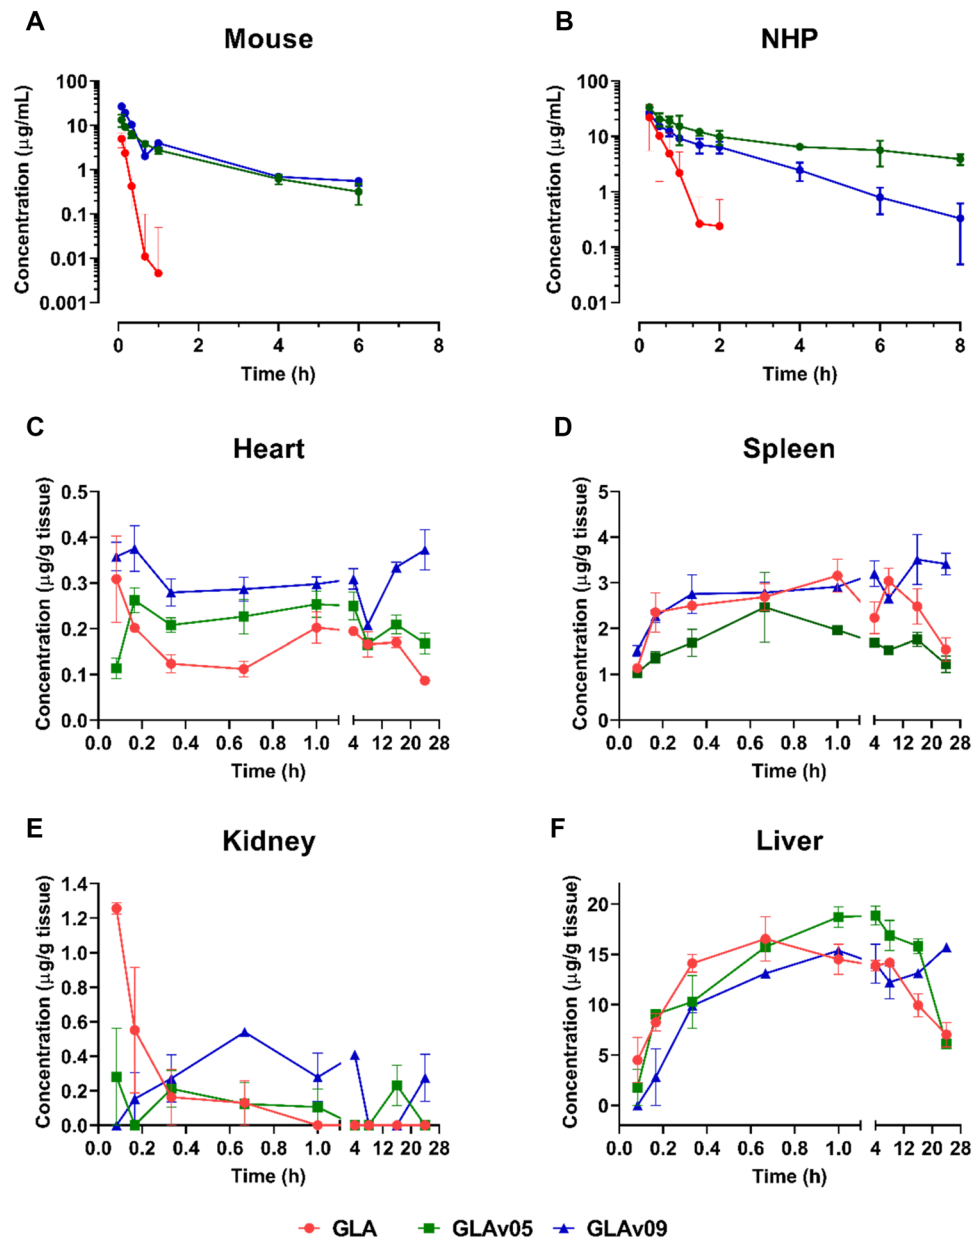 A
Mouse
Concentration (µg/mL)
100
10
1
0.1
0.01
0.001
0 2 4 6 8
Time (h)
B
NHP
Concentration (µg/mL)
100
10
1
0.1
0.01
0 2 4 6 8
Time (h)
C
Heart
Concentration (µg/g tissue)
0.5
0.4
0.3
0.2
0.1
0.0
0.0 0.2 0.4 0.6 0.8 1.0 4 12 20 28
Time (h)
D
Spleen
Concentration (µg/g tissue)
5
4
3
2
1
0
0.0 0.2 0.4 0.6 0.8 1.0 4 12 20 28
Time (h)
E
Kidney
Concentration (µg/g tissue)
1.4
1.2
1.0
0.8
0.6
0.4
0.2
0.0
0.0 0.2 0.4 0.6 0.8 1.0 4 12 20 28
Time (h)
F
Liver
Concentration (µg/g tissue)
20
15
10
5
0
0.0 0.2 0.4 0.6 0.8 1.0 4 12 20 28
Time (h)
GLA GLAv05 GLAv09